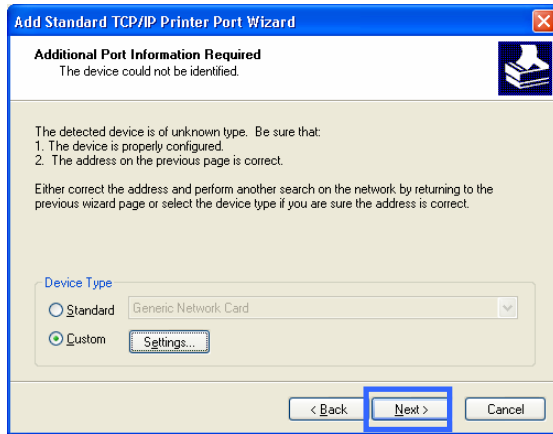 Add Standard TCP/IP Printer Port Wizard
Additional Port Information Required
The device could not be identified.
The detected device is of unknown type. Be sure that:
1. The device is properly configured.
2. The address on the previous page is correct.
Either correct the address and perform another search on the network by returning to the
previous wizard page or select the device type if you are sure the address is correct.
Device Type
Standard
Generic Network Card
Custom
Settings...
< Back
Next >
Cancel